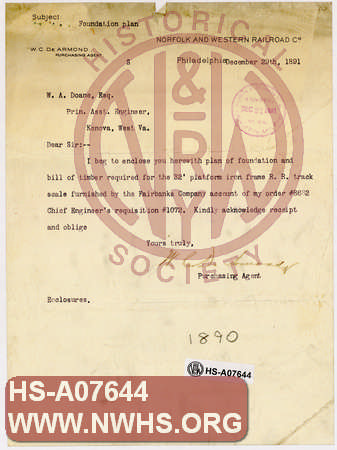 Subject
Foundation plan
NORFOLK AND WESTERN RAILROAD Co
W. C. DE ARMOND
PURCHASING AGENT
S
Philadelphia December 29th, 1891
W. A. Doane, Esq.
Prin. Asst. Engineer,
Kenova, West Va.
Dear Sir:--
I beg to enclose you herewith plan of foundation and
bill of timber required for the 32' platform iron frame R. R. track
scale furnished by the Fairbanks Company account of my order
Chief Engineer's requisition #1072. Kindly acknowledge receipt
and oblige
Yours truly,
Purchasing Agent
Enclosures.
1890
HISTORICAL
SOCIETY
N&W RY
HS-A07644
HS-A07644
WWW.NWHS.ORG